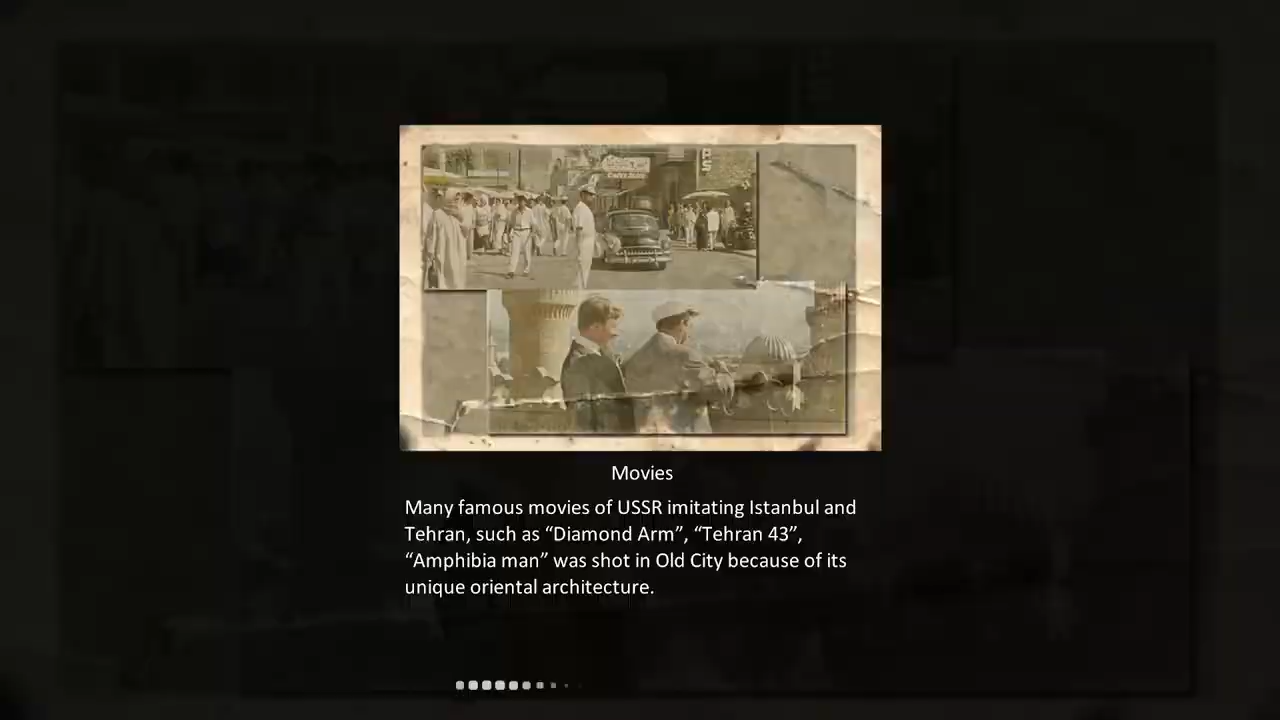 Movies
Many famous movies of USSR imitating Istanbul and
Tehran, such as “Diamond Arm”, “Tehran 43”,
“Amphibia man” was shot in Old City because of its
unique oriental architecture.